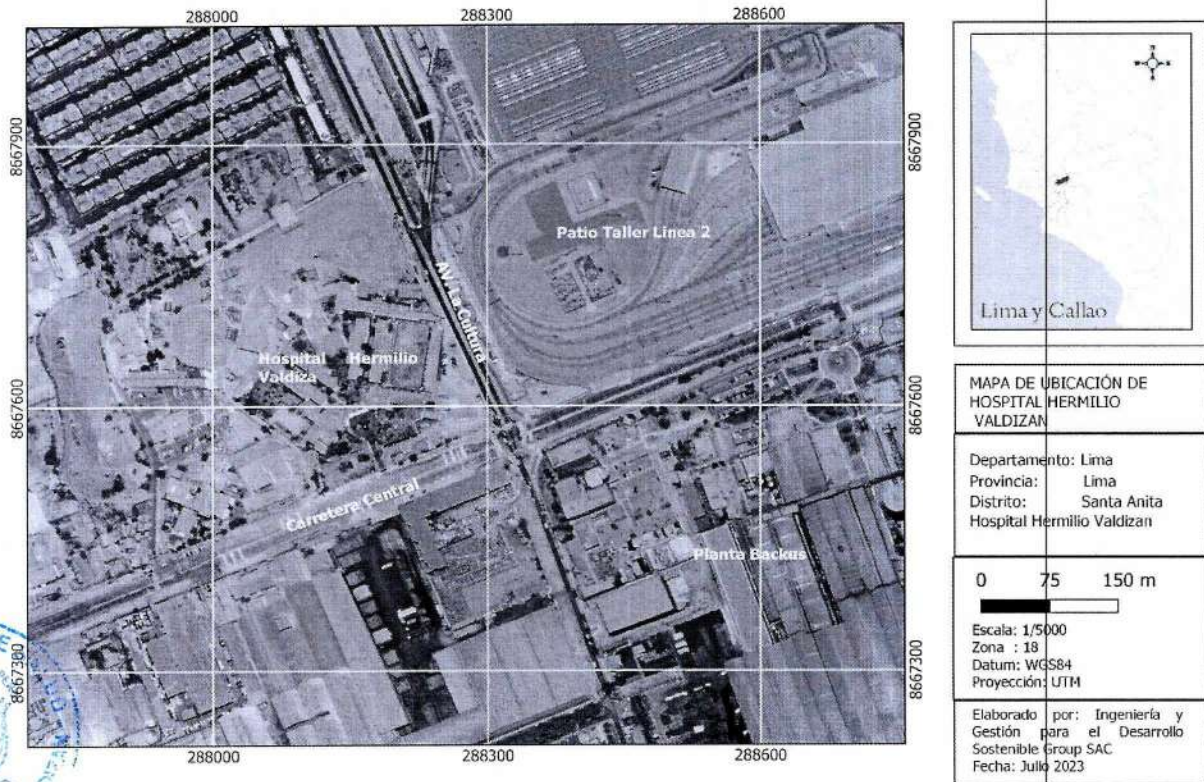 288000 288300 288600
8667900 8667900
Patio Taller Linea 2
AV. La Cultura
Hospital Hermilio
Valdiza
8667600 8667600
Carretera Central
Planta Backus
8667300 8667300
288000 288300 288600
Lima y Callao
MAPA DE UBICACIÓN DE
HOSPITAL HERMILIO
VALDIZAN
Departamento: Lima
Provincia: Lima
Distrito: Santa Anita
Hospital Hermilio Valdizan
0 75 150 m
Escala: 1/5000
Zona : 18
Datum: WGS84
Proyección: UTM
Elaborado por: Ingeniería y
Gestión para el Desarrollo
Sostenible Group SAC
Fecha: Julio 2023